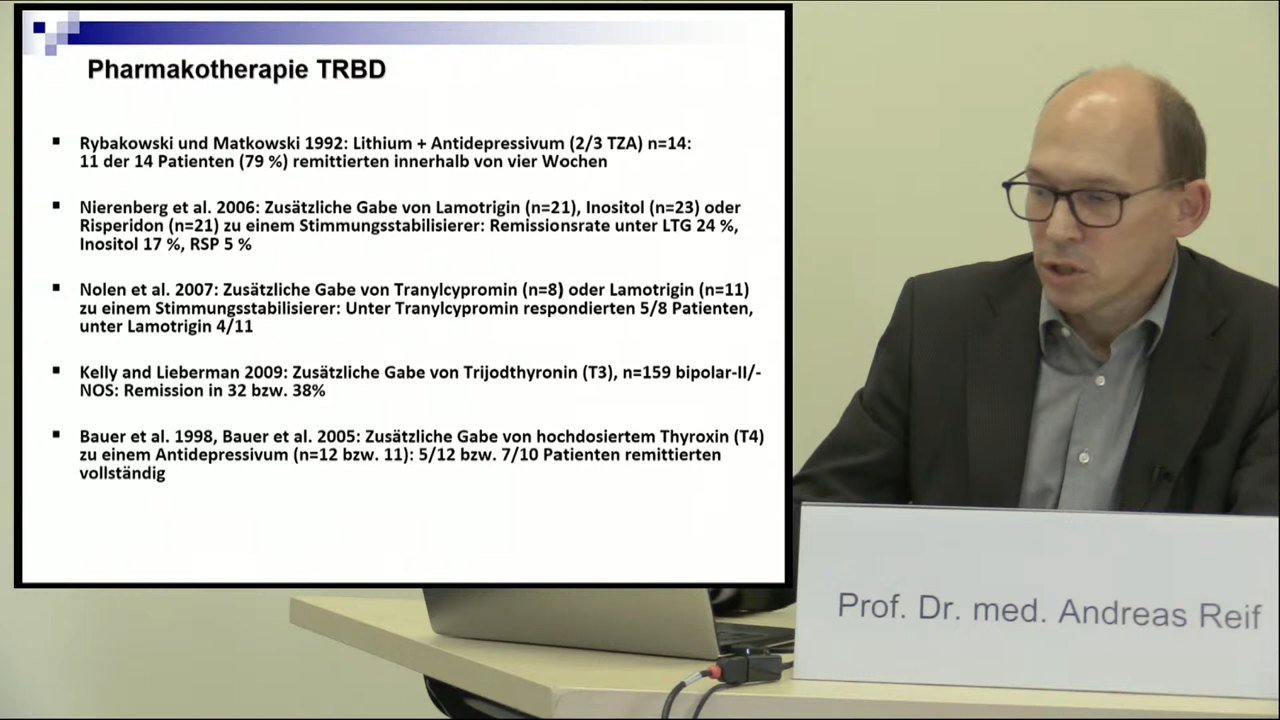 Pharmakotherapie TRBD
Rybakowski und Matkowski 1992: Lithium + Antidepressivum (2/3 TZA) n=14:
11 der 14 Patienten (79 %) remittierten innerhalb von vier Wochen
Nierenberg et al. 2006: Zusätzliche Gabe von Lamotrigin (n=21), Inositol (n=23) oder
Risperidon (n=21) zu einem Stimmungsstabilisierer: Remissionsrate unter LTG 24 %,
Inositol 17 %, RSP 5 %
Nolen et al. 2007: Zusätzliche Gabe von Tranylcypromin (n=8) oder Lamotrigin (n=11)
zu einem Stimmungsstabilisierer: Unter Tranylcypromin respondierten 5/8 Patienten,
unter Lamotrigin 4/11
Kelly and Lieberman 2009: Zusätzliche Gabe von Trijodthyronin (T3), n=159 bipolar-II/-
NOS: Remission in 32 bzw. 38%
Bauer et al. 1998, Bauer et al. 2005: Zusätzliche Gabe von hochdosiertem Thyroxin (T4)
zu einem Antidepressivum (n=12 bzw. 11): 5/12 bzw. 7/10 Patienten remittierten
vollständig
Prof. Dr. med. Andreas Reif